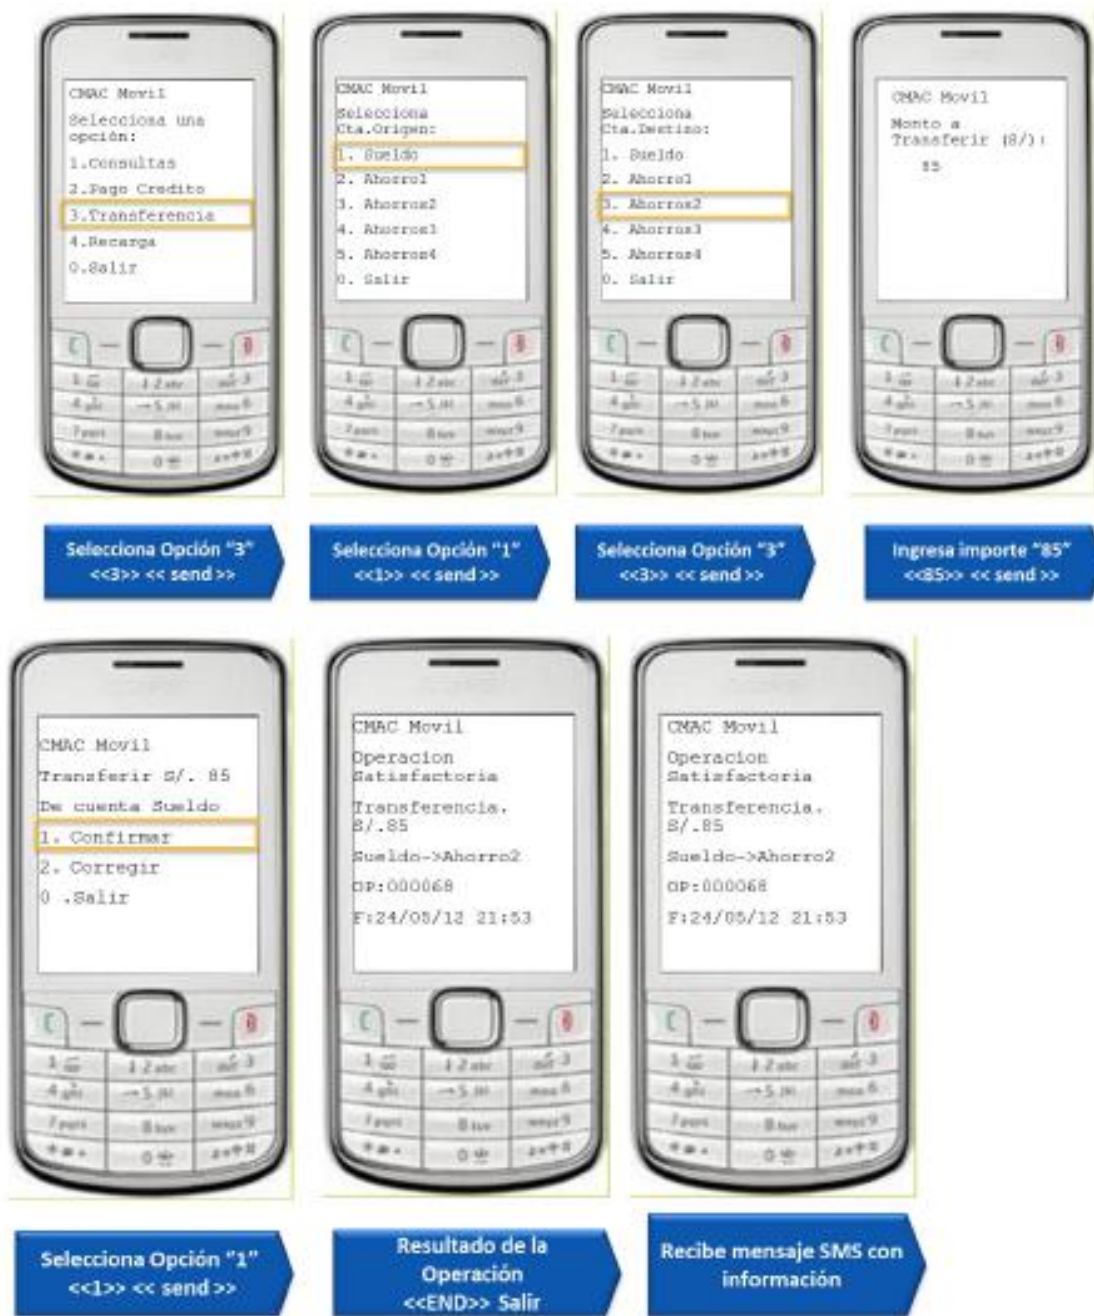 CMAC Movil
Selecciona una
opción:
1.Consultas
2.Pago Credito
3.Transferencia
4.Recarga
0.Salir
CMAC Movil
Selecciona
Cta.Origen:
1. Sueldo
2. Ahorro1
3. Ahorros2
4. Ahorros3
5. Ahorros4
0. Salir
CMAC Movil
Selecciona
Cta.Destino:
1. Sueldo
2. Ahorro1
3. Ahorros2
4. Ahorros3
5. Ahorros4
0. Salir
CMAC Movil
Monto a
Transferir (S/):
85
Selecciona Opción "3"
<<3>> << send >>
Selecciona Opción "1"
<<1>> << send >>
Selecciona Opción "3"
<<3>> << send >>
Ingresa importe "85"
<<85>> << send >>
CMAC Movil
Transferir S/. 85
De cuenta Sueldo
1. Confirmar
2. Corregir
0 .Salir
CMAC Movil
Operacion
Satisfactoria
Transferencia.
S/.85
Sueldo->Ahorro2
OP:000068
F:24/05/12 21:53
CMAC Movil
Operacion
Satisfactoria
Transferencia.
S/.85
Sueldo->Ahorro2
OP:000068
F:24/05/12 21:53
Selecciona Opción "1"
<<1>> << send >>
Resultado de la
Operación
<<END>> Salir
Recibe mensaje SMS con
información